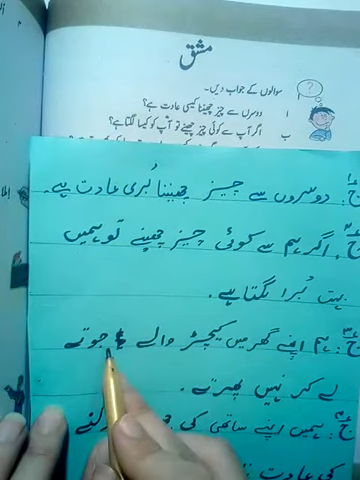 مشق
سوالوں کے جواب دیں۔
ا دوسروں سے چیز چھیننا کیسی عادت ہے؟
ب اگر آپ سے کوئی چیز چھینے تو آپ کو کیسا لگتا ہے؟
ج: دوسروں سے چیز چھیننا بُری عادت ہے۔
ج: اگر ہم سے کوئی چیز چھینے تو ہمیں
بہت بُرا لگتا ہے۔
ج: ہم اپنے گھر میں کیچڑ والے جوتے
لے کر نہیں پھرتے۔
ج: ہمیں اپنے ساتھی کی
کی عادت